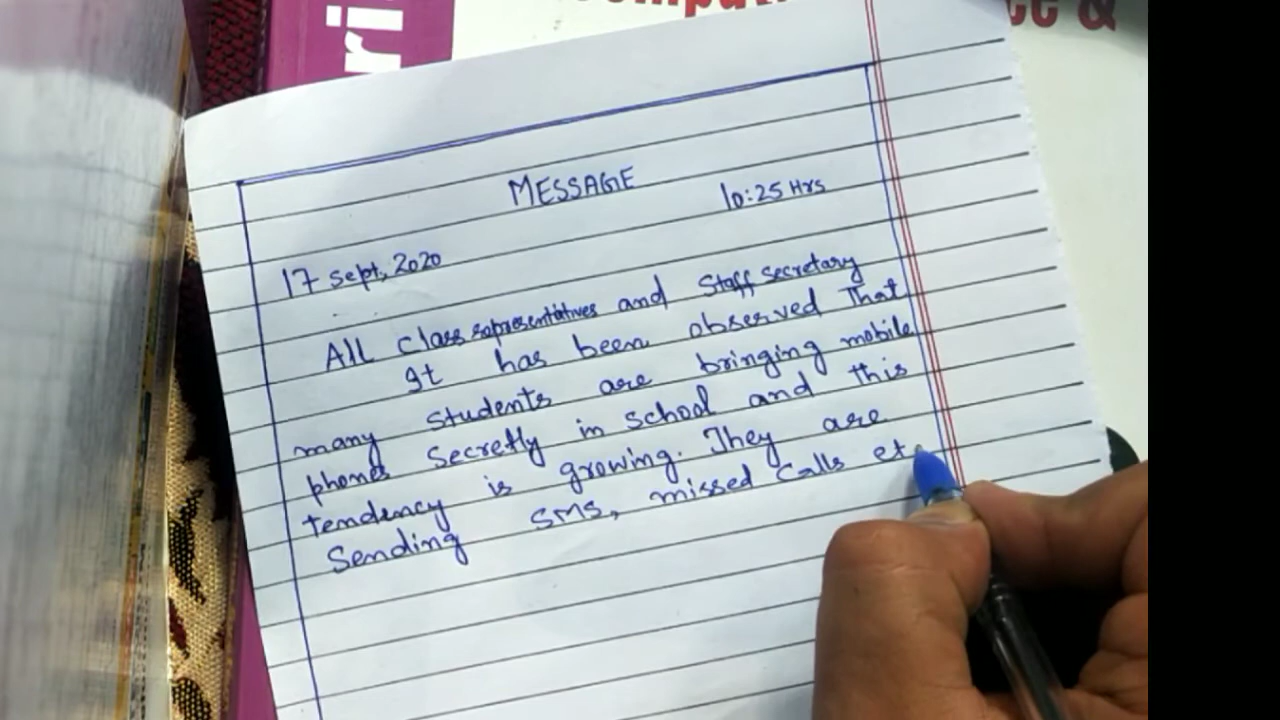 MESSAGE
10:25 Hrs
17 Sept, 2020
All Class representatives and Staff Secretary
It has been observed That
many students are bringing mobile
phones Secretly in School and this
tendency is growing. They are
Sending SMS, missed Calls et
&